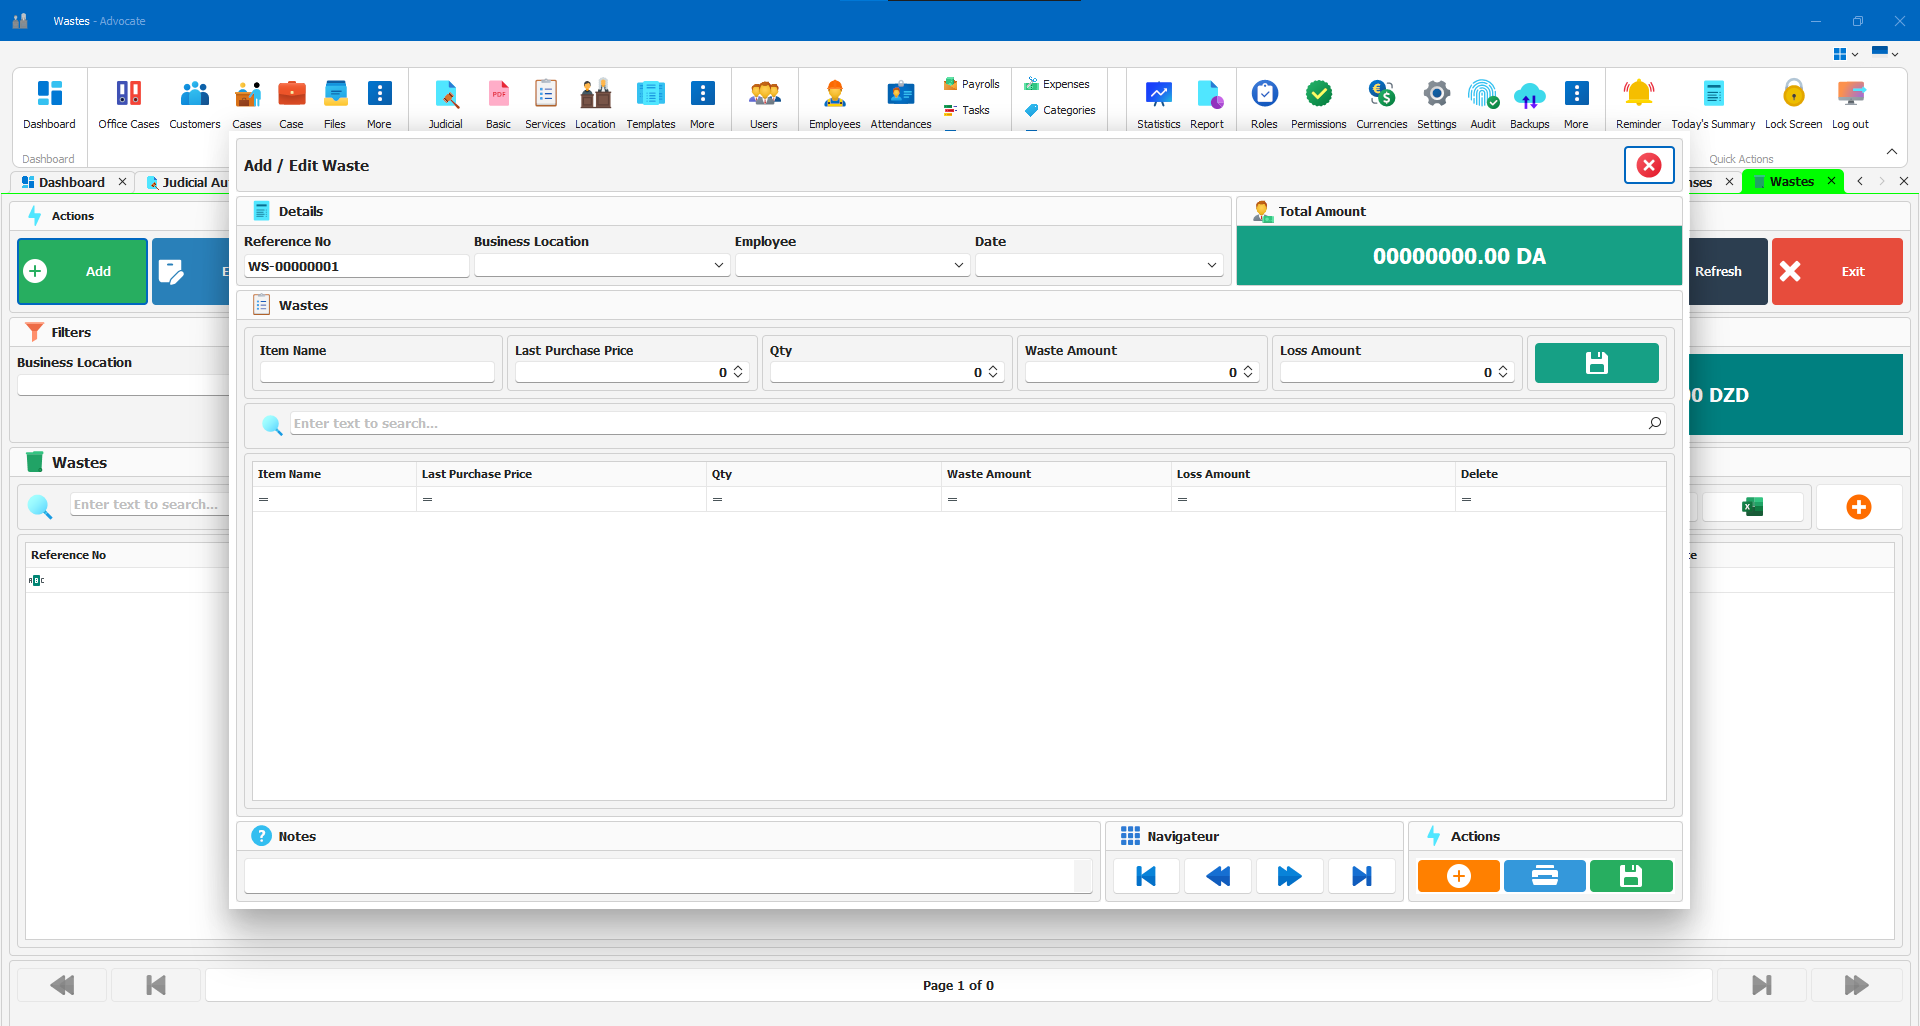 Wastes - Advocate
Dashboard
Office Cases
Customers
Cases
Case
Files
More
Judicial
Basic
Services
Location
Templates
More
Users
Employees
Attendances
Payrolls
Tasks
Expenses
Categories
Statistics
Report
Roles
Permissions
Currencies
Settings
Audit
Backups
More
Reminder
Today's Summary
Lock Screen
Log out
Dashboard
Quick Actions
Dashboard
Judicial Au
nses
Wastes
Actions
Add
E
Refresh
Exit
Filters
Business Location
00 DZD
Wastes
Enter text to search...
Reference No
Add / Edit Waste
Details
Reference No
Business Location
Employee
Date
WS-00000001
Total Amount
00000000.00 DA
Wastes
Item Name
Last Purchase Price
Qty
Waste Amount
Loss Amount
0
0
0
0
Enter text to search...
Item Name
Last Purchase Price
Qty
Waste Amount
Loss Amount
Delete
=
=
=
=
=
=
Notes
Navigateur
Actions
Page 1 of 0